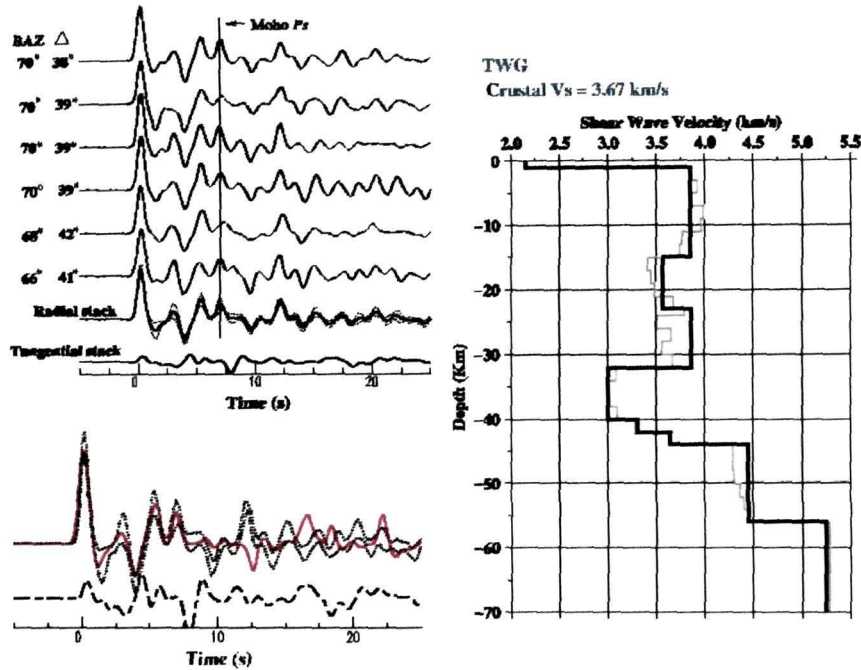 Moho Ps
BAZ Δ
70° 38°
70° 39°
70° 39°
70° 39°
68° 42°
66° 41°
Radial stack
Tangential stack
0 10 20
Time (s)
0 10 20
Time (s)
TWG
Crustal Vs = 3.67 km/s
Shear Wave Velocity (km/s)
2.0 2.5 3.0 3.5 4.0 4.5 5.0 5.5
0
-10
-20
-30
-40
-50
-60
-70
Depth (Km)